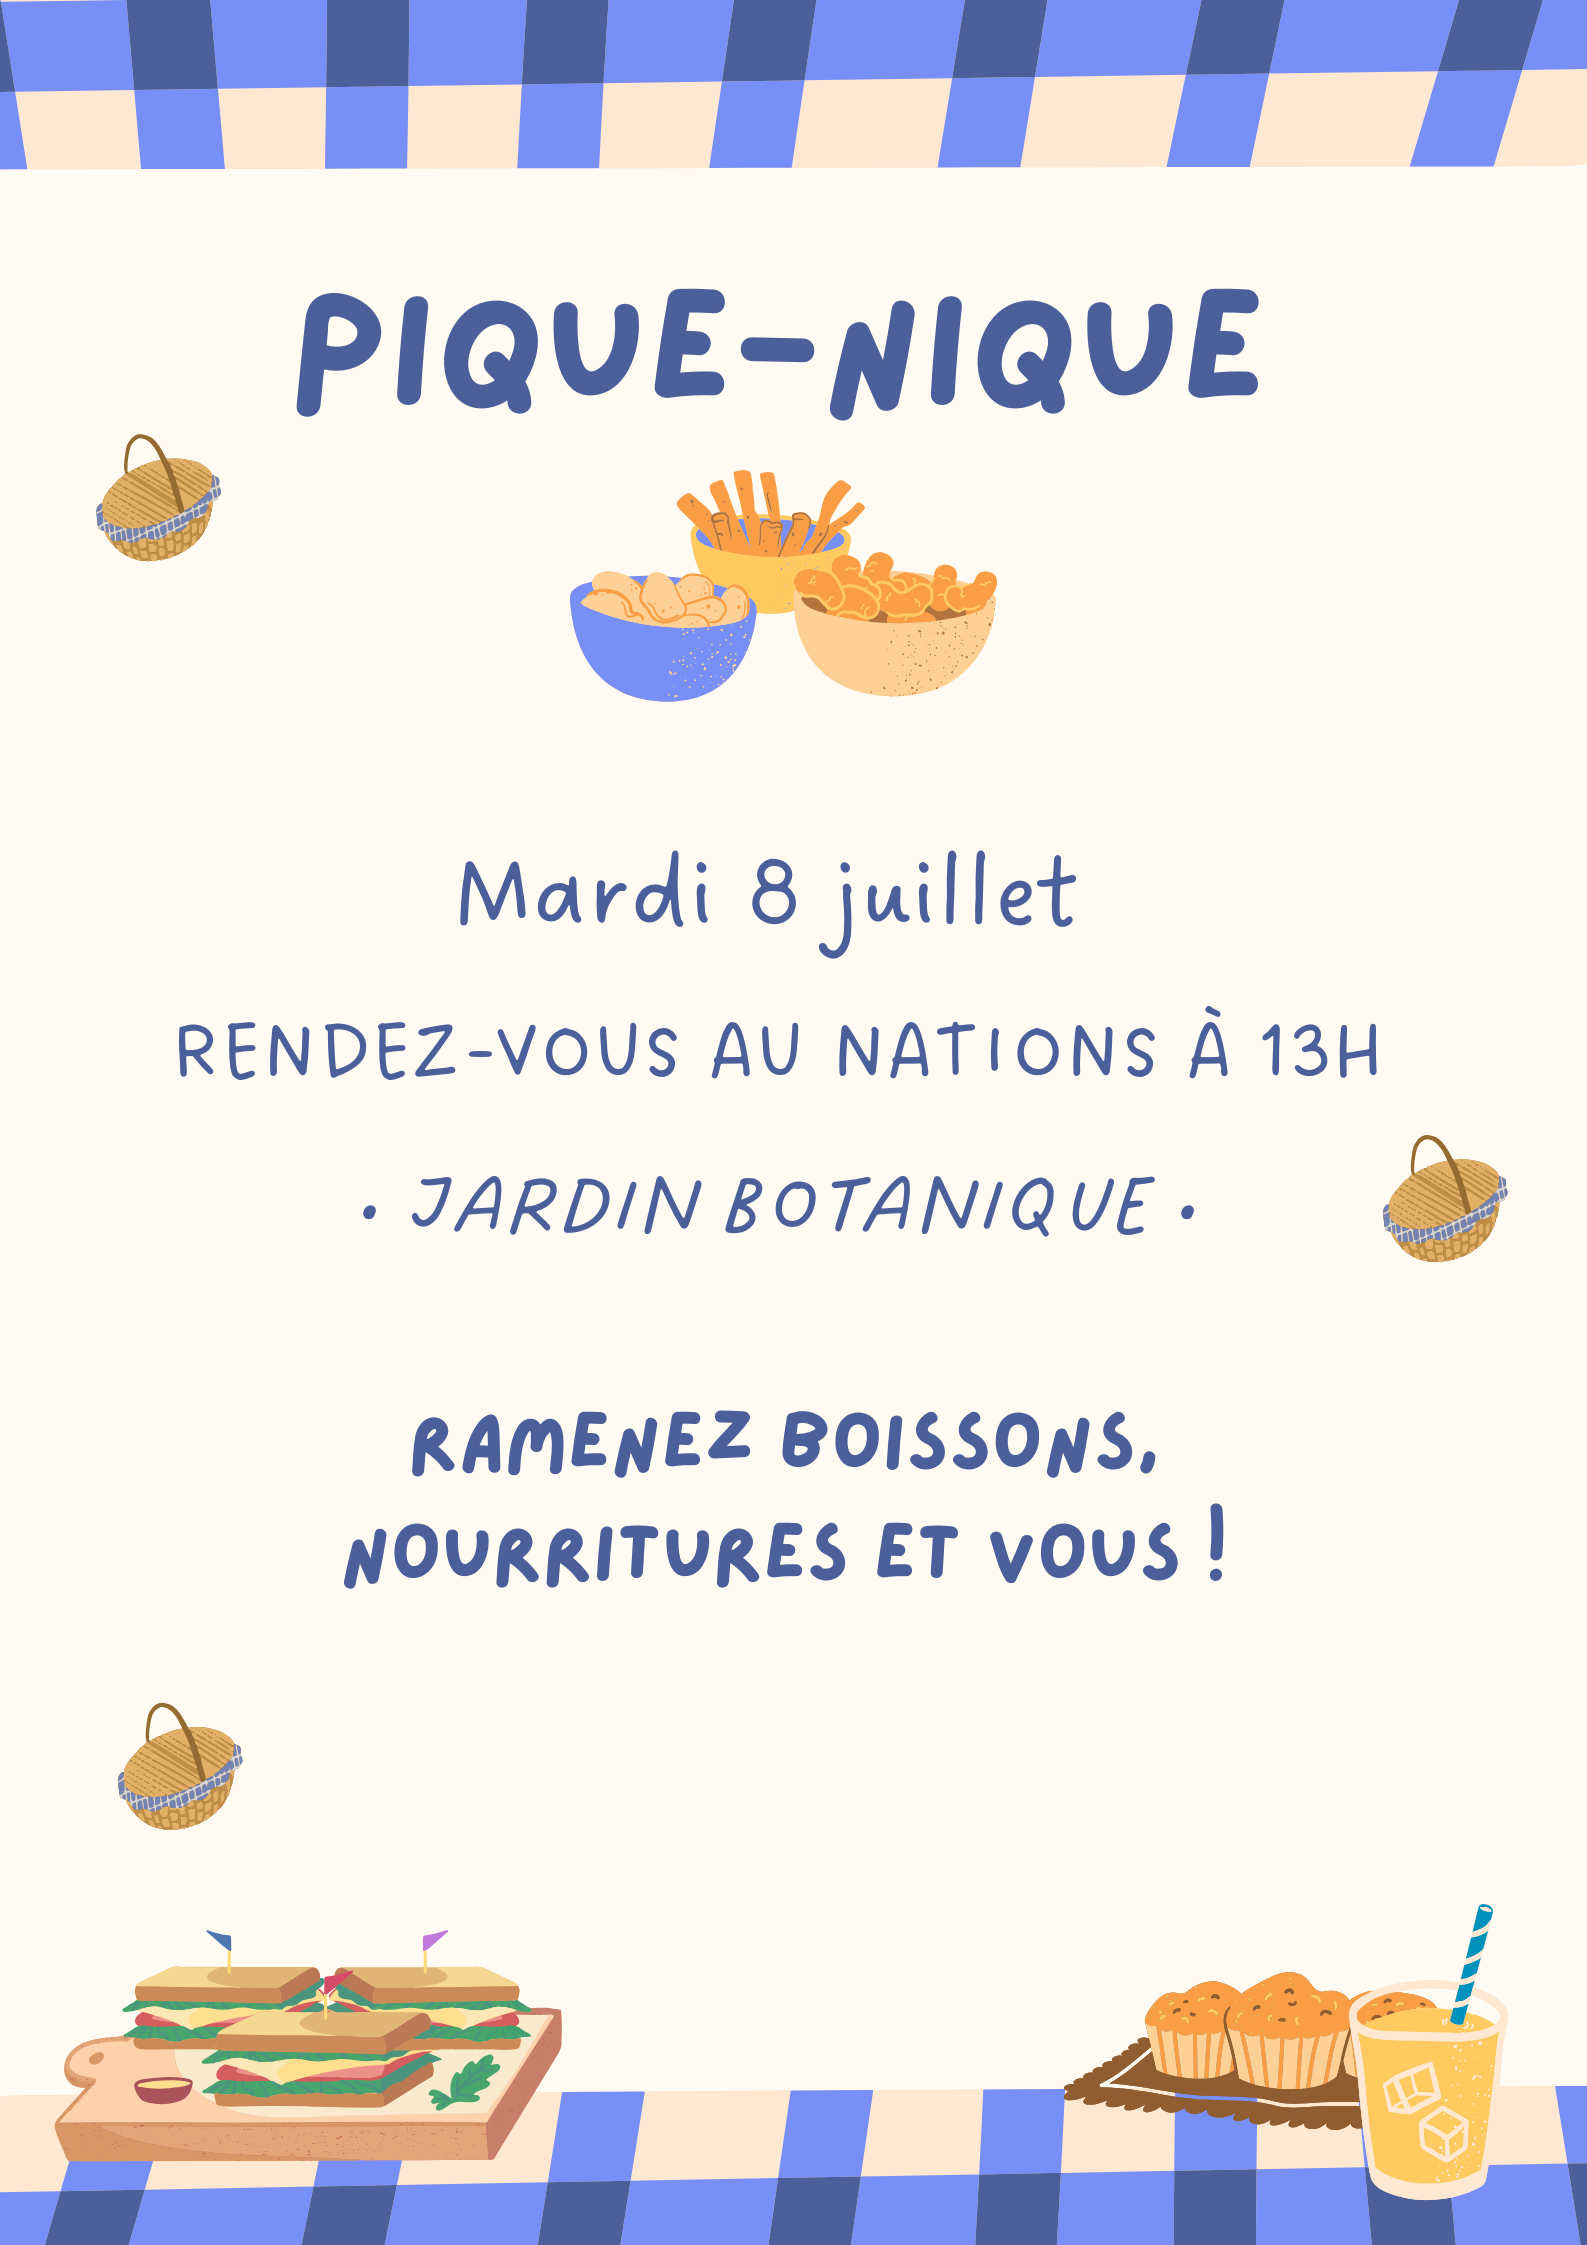 PIQUE-NIQUE
Mardi 8 juillet
RENDEZ-VOUS AU NATIONS À 13H
• JARDIN BOTANIQUE •
RAMENEZ BOISSONS,
NOURRITURES ET VOUS !